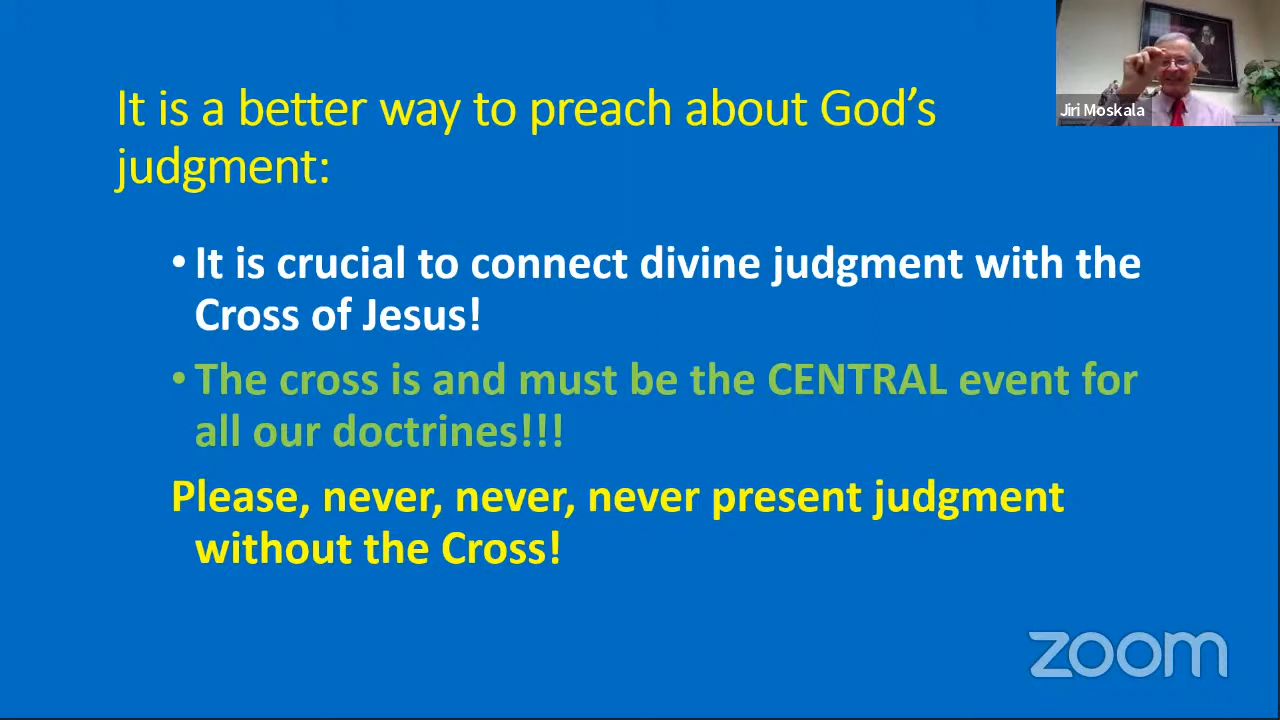 It is a better way to preach about God’s
judgment:
• It is crucial to connect divine judgment with the
Cross of Jesus!
• The cross is and must be the CENTRAL event for
all our doctrines!!!
Please, never, never, never present judgment
without the Cross!
Jiri Moskala
zoom